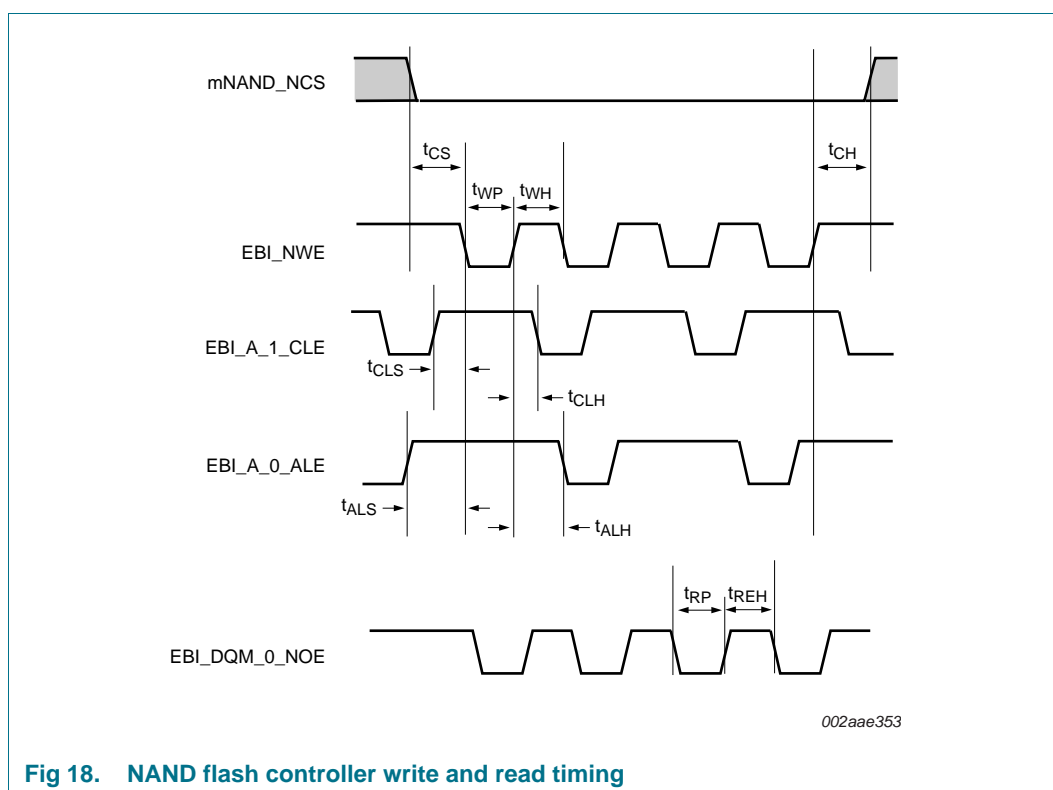 mNAND_NCS
tCS
tCH
tWP
tWH
EBI_NWE
EBI_A_1_CLE
tCLS
tCLH
EBI_A_0_ALE
tALS
tALH
tRP
tREH
EBI_DQM_0_NOE
002aae353
Fig 18. NAND flash controller write and read timing